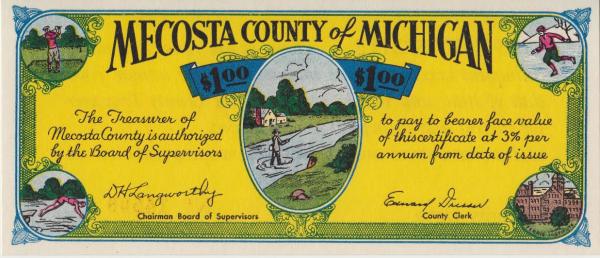 MECOSTA COUNTY of MICHIGAN
$1.00 $1.00
The Treasurer of
Mecosta County is authorized
by the Board of Supervisors
to pay to bearer face value
of this certificate at 3% per
annum from date of issue
D H Langworthy
Chairman Board of Supervisors
County Clerk